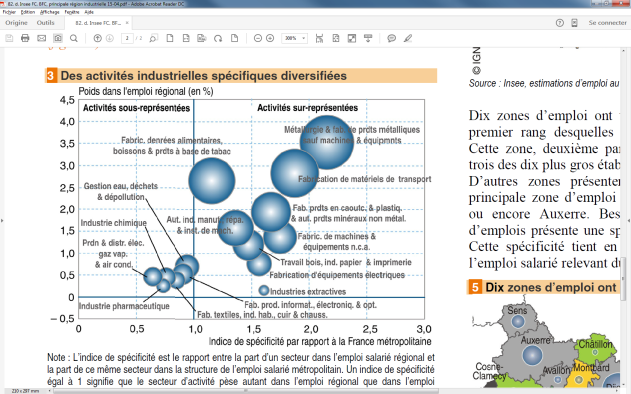 82. d. Insee FC. BFC. principale région industrielle 15-04.pdf - Adobe Acrobat Reader DC
Fichier Edition Affichage Fenêtre Aide
Origine Outils 82. d. Insee FC. BF... × Se connecter
2 / 2 300%
3 Des activités industrielles spécifiques diversifiées
Poids dans l'emploi régional (en %)
4,5
Activités sous-représentées Activités sur-représentées
4,0
Métallurgie & fab. de prdts métalliques
sauf machines & équipmnts
3,5
Fabric. denrées alimentaires,
boissons & prdts à base de tabac
3,0
Fabrication de matériels de transport
2,5
Gestion eau, déchets
& dépollution
2,0
Fab. prdts en caoutc. & plastiq.
& aut. prdts minéraux non métal.
Aut. ind. manuf. répa.
& inst. de mach.
Industrie chimique
1,5
Fabric. de machines &
équipements n.c.a.
Prdn & distr. élec.
gaz vap.
& air cond.
1,0
Travail bois, ind. papier & imprimerie
Fabrication d'équipements électriques
0,5
Industries extractives
Industrie pharmaceutique
Fab. prod. informat., électroniq. & opt.
Fab. textiles, ind. hab., cuir & chauss.
0
– 0,5
0 0,5 1,0 1,5 2,0 2,5 3,0
Indice de spécificité par rapport à la France métropolitaine
Note : L'indice de spécificité est le rapport entre la part d'un secteur dans l'emploi salarié régional et
la part de ce même secteur dans la structure de l'emploi salarié métropolitain. Un indice de spécificité
égal à 1 signifie que le secteur d'activité pèse autant dans l'emploi régional que dans l'emploi
210 x 297 mm
© IGN
Source : Insee, estimations d'emploi au
Dix zones d'emploi ont
premier rang desquelles
Cette zone, deuxième pa
trois des dix plus gros étab
D'autres zones présenten
principale zone d'emploi
ou encore Auxerre. Bes
d'emplois présente une sp
Cette spécificité tient en
l'emploi salarié relevant du
5 Dix zones d'emploi ont
Sens
Auxerre
Châtillon
Cosne-
Clamecy
Avallon
Montbard
Dijon